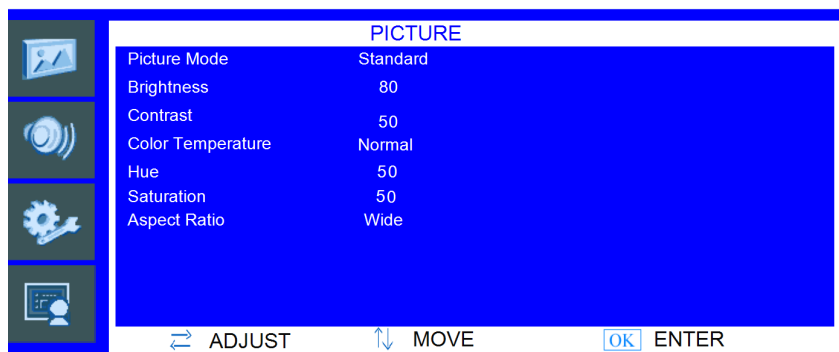 PICTURE
Picture Mode Standard
Brightness 80
Contrast 50
Color Temperature Normal
Hue 50
Saturation 50
Aspect Ratio Wide
ADJUST MOVE OK ENTER